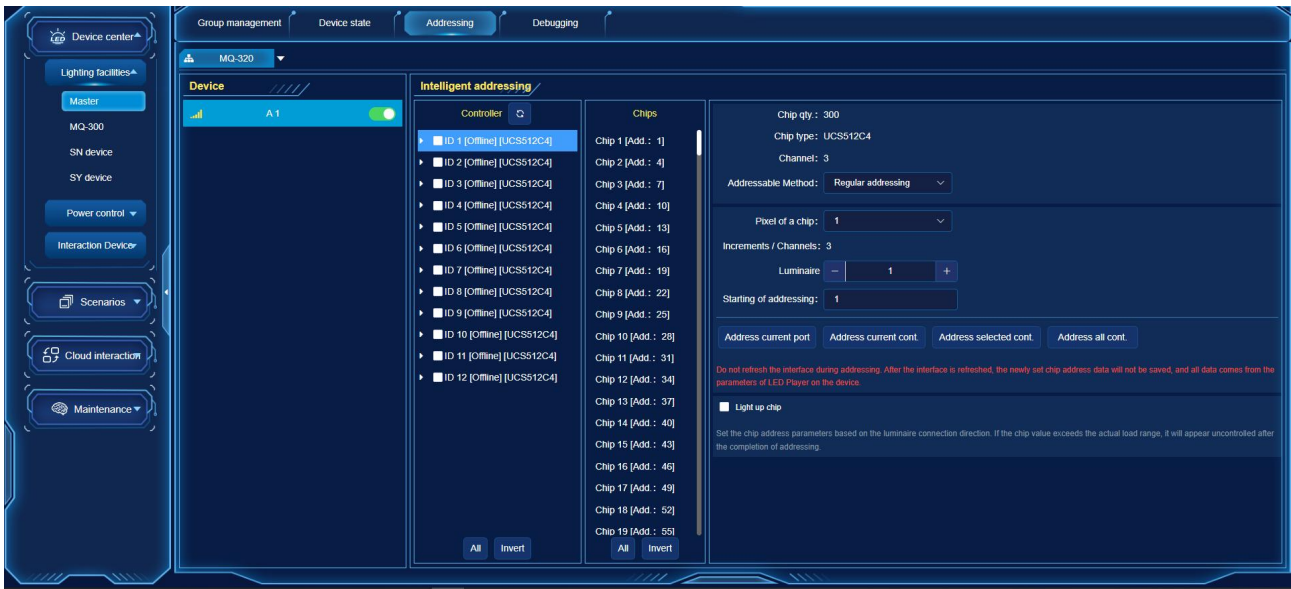 Group management
Device state
Addressing
Debugging
LED Device center
Lighting facilities
Master
MQ-300
SN device
SY device
Power control
Interaction Device
Scenarios
Cloud interaction
Maintenance
MQ-320
Device
A 1
Intelligent addressing
Controller
ID 1 [Offline] [UCS512C4]
ID 2 [Offline] [UCS512C4]
ID 3 [Offline] [UCS512C4]
ID 4 [Offline] [UCS512C4]
ID 5 [Offline] [UCS512C4]
ID 6 [Offline] [UCS512C4]
ID 7 [Offline] [UCS512C4]
ID 8 [Offline] [UCS512C4]
ID 9 [Offline] [UCS512C4]
ID 10 [Offline] [UCS512C4]
ID 11 [Offline] [UCS512C4]
ID 12 [Offline] [UCS512C4]
All Invert
Chips
Chip 1 [Add.: 1]
Chip 2 [Add.: 4]
Chip 3 [Add.: 7]
Chip 4 [Add.: 10]
Chip 5 [Add.: 13]
Chip 6 [Add.: 16]
Chip 7 [Add.: 19]
Chip 8 [Add.: 22]
Chip 9 [Add.: 25]
Chip 10 [Add.: 28]
Chip 11 [Add.: 31]
Chip 12 [Add.: 34]
Chip 13 [Add.: 37]
Chip 14 [Add.: 40]
Chip 15 [Add.: 43]
Chip 16 [Add.: 46]
Chip 17 [Add.: 49]
Chip 18 [Add.: 52]
Chip 19 [Add.: 55]
All Invert
Chip qty.: 300
Chip type: UCS512C4
Channel: 3
Addressable Method: Regular addressing
Pixel of a chip: 1
Increments / Channels: 3
Luminaire − 1 +
Starting of addressing: 1
Address current port Address current cont. Address selected cont. Address all cont.
Do not refresh the interface during addressing. After the interface is refreshed, the newly set chip address data will not be saved, and all data comes from the
parameters of LED Player on the device.
Light up chip
Set the chip address parameters based on the luminaire connection direction. If the chip value exceeds the actual load range, it will appear uncontrolled after
the completion of addressing.